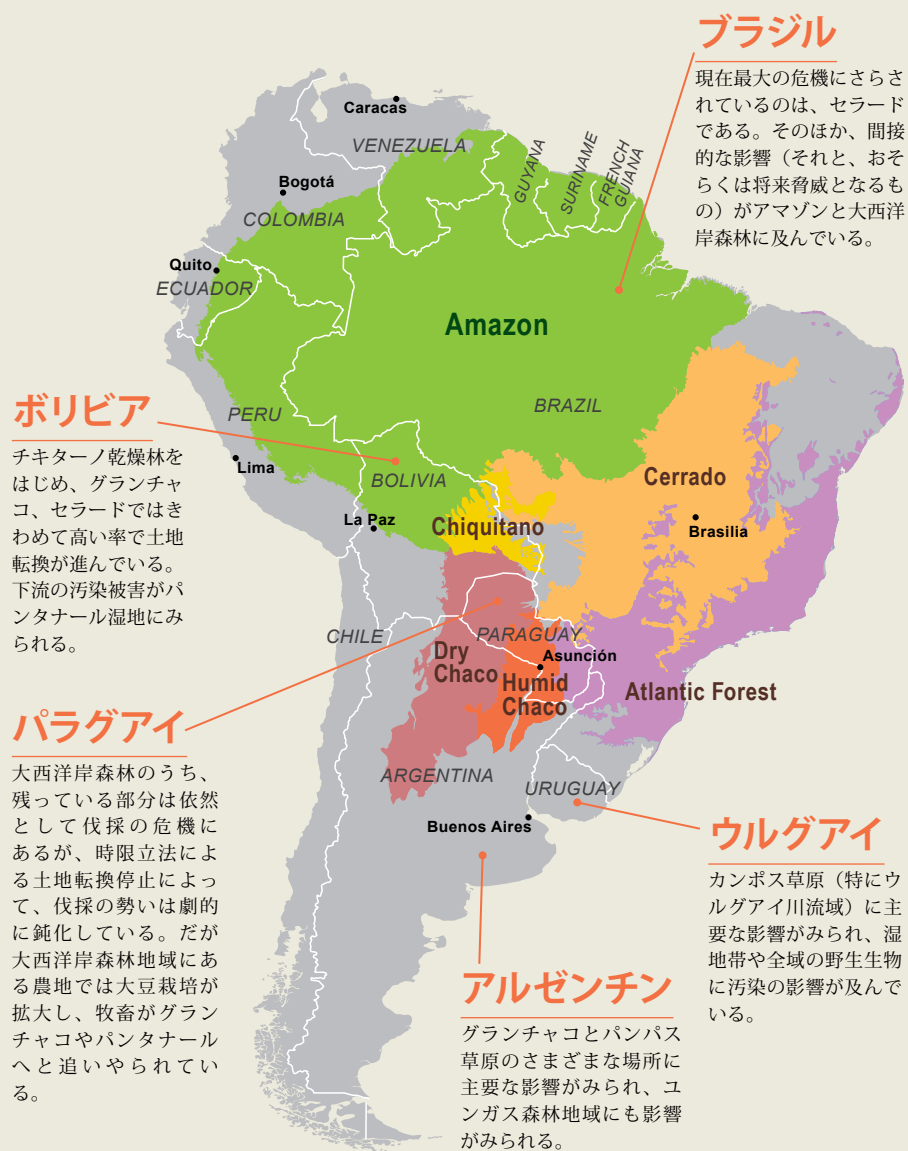 ブラジル
現在最大の危機にさらさ
れているのは、セラード
である。そのほか、間接
的な影響（それと、おそ
らくは将来脅威となるも
の）がアマゾンと大西洋
岸森林に及んでいる。
Caracas
VENEZUELA
GUYANA
SURINAME
FRENCH
GUIANA
Bogotá
COLOMBIA
Quito
ECUADOR
Amazon
BRAZIL
PERU
Lima
BOLIVIA
La Paz
Chiquitano
Cerrado
Brasilia
ボリビア
チキターノ乾燥林を
はじめ、グランチャ
コ、セラードではき
わめて高い率で土地
転換が進んでいる。
下流の汚染被害がパ
ンタナール湿地にみ
られる。
CHILE
PARAGUAY
Asunción
Dry
Chaco
Humid
Chaco
Atlantic Forest
ARGENTINA
URUGUAY
Buenos Aires
パラグアイ
大西洋岸森林のうち、
残っている部分は依然
として伐採の危機に
あるが、時限立法によ
る土地転換停止によっ
て、伐採の勢いは劇的
に鈍化している。だが
大西洋岸森林地域にあ
る農地では大豆栽培が
拡大し、牧畜がグラン
チャコやパンタナール
へと追いやられてい
る。
ウルグアイ
カンポス草原（特にウ
ルグアイ川流域）に主
要な影響がみられ、湿
地帯や全域の野生生物
に汚染の影響が及んで
いる。
アルゼンチン
グランチャコとパンパス
草原のさまざまな場所に
主要な影響がみられ、ユ
ンガス森林地域にも影響
がみられる。